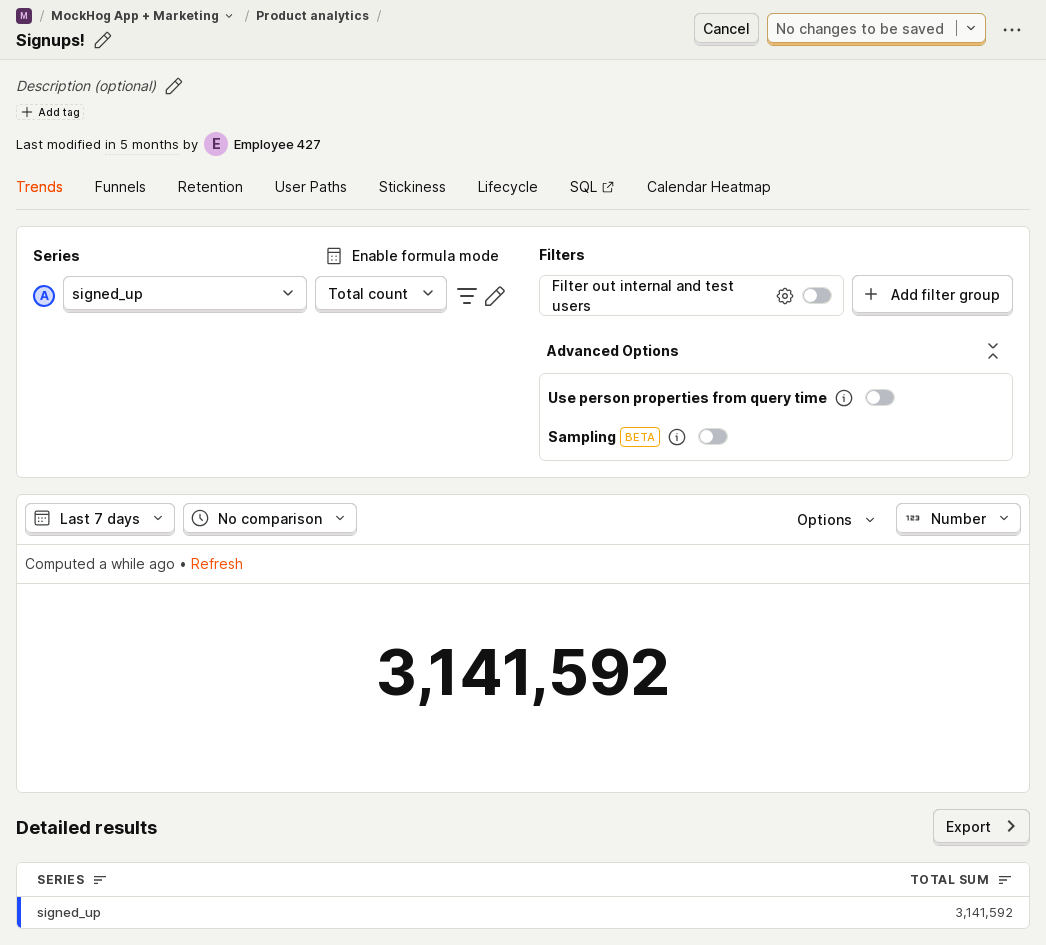 M / MockHog App + Marketing / Product analytics /
Signups!
Cancel
No changes to be saved
Description (optional)
Add tag
Last modified in 5 months by E Employee 427
Trends Funnels Retention User Paths Stickiness Lifecycle SQL Calendar Heatmap
Series
Enable formula mode
A signed_up Total count
Filters
Filter out internal and test
users
Add filter group
Advanced Options
Use person properties from query time
Sampling BETA
Last 7 days No comparison Options 123 Number
Computed a while ago • Refresh
3,141,592
Detailed results
Export
SERIES TOTAL SUM
signed_up 3,141,592